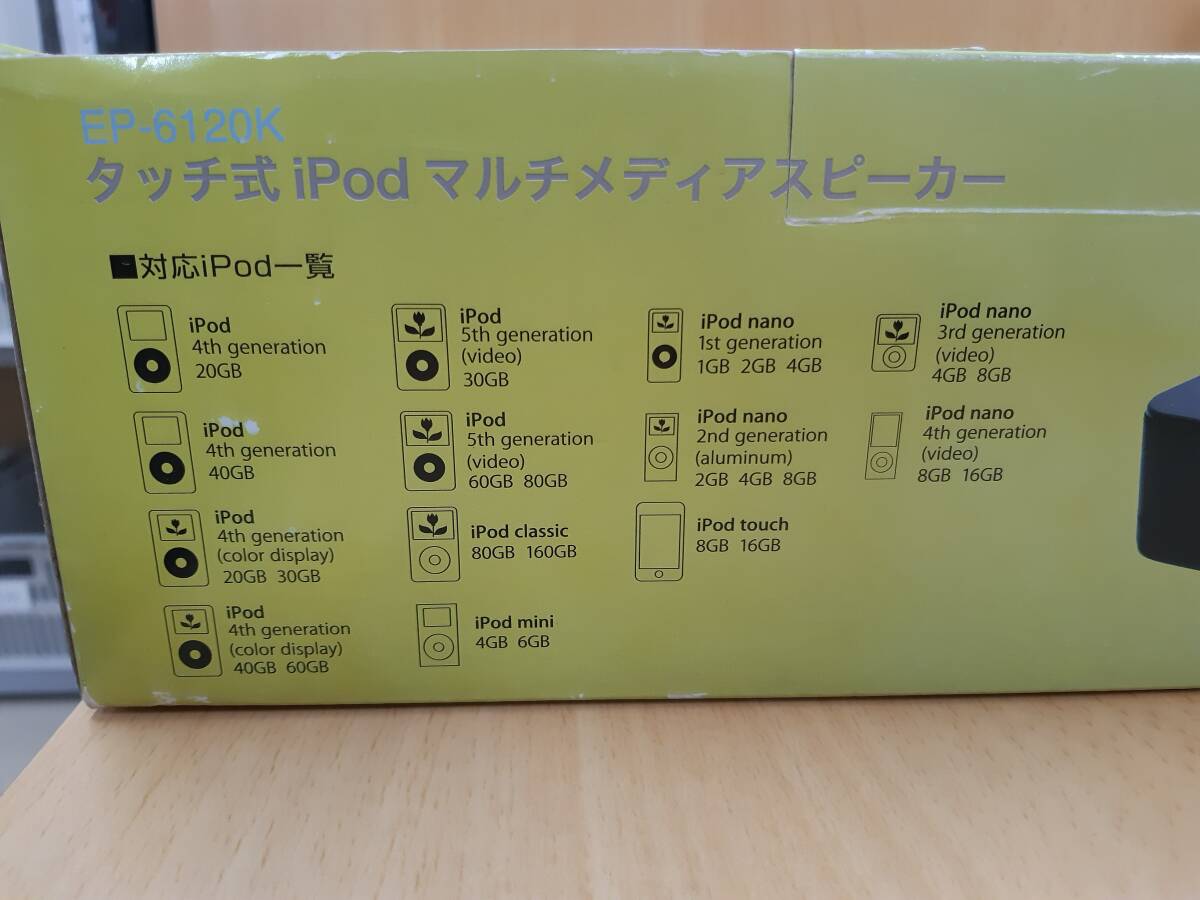 EP-6120K
タッチ式 iPod マルチメディアスピーカー
■対応iPod一覧
iPod
4th generation
20GB
iPod
4th generation
40GB
iPod
4th generation
(color display)
20GB 30GB
iPod
4th generation
(color display)
40GB 60GB
iPod
5th generation
(video)
30GB
iPod
5th generation
(video)
60GB 80GB
iPod classic
80GB 160GB
iPod mini
4GB 6GB
iPod nano
1st generation
1GB 2GB 4GB
iPod nano
2nd generation
(aluminum)
2GB 4GB 8GB
iPod touch
8GB 16GB
iPod nano
3rd generation
(video)
4GB 8GB
iPod nano
4th generation
(video)
8GB 16GB